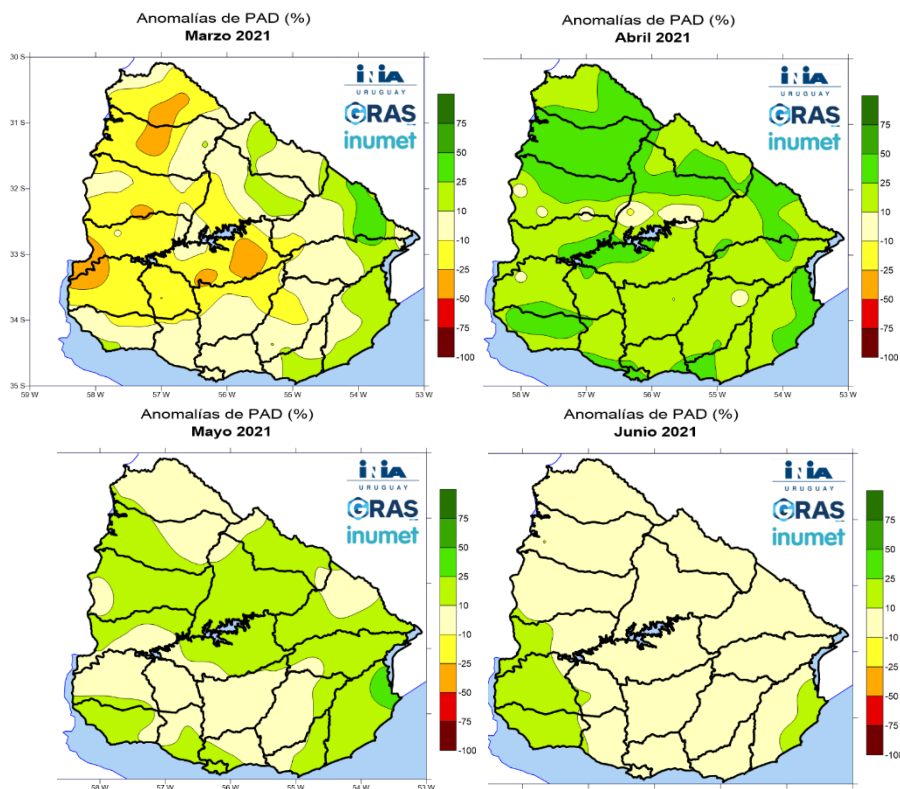 Anomalías de PAD (%)
Marzo 2021
30 S
31 S
32 S
33 S
34 S
35 S
59 W
58 W
57 W
56 W
55 W
54 W
53 W
iNiA
URUGUAY
GRAS
inumet
75
50
25
10
-10
-25
-50
-75
-100
Anomalías de PAD (%)
Abril 2021
58 W
57 W
56 W
55 W
54 W
53 W
iNiA
URUGUAY
GRAS
inumet
75
50
25
10
-10
-25
-50
-75
-100
Anomalías de PAD (%)
Mayo 2021
58 W
57 W
56 W
55 W
54 W
53 W
iNiA
URUGUAY
GRAS
inumet
75
50
25
10
-10
-25
-50
-75
-100
Anomalías de PAD (%)
Junio 2021
iNiA
URUGUAY
GRAS
inumet
75
50
25
10
-10
-25
-50
-75
-100